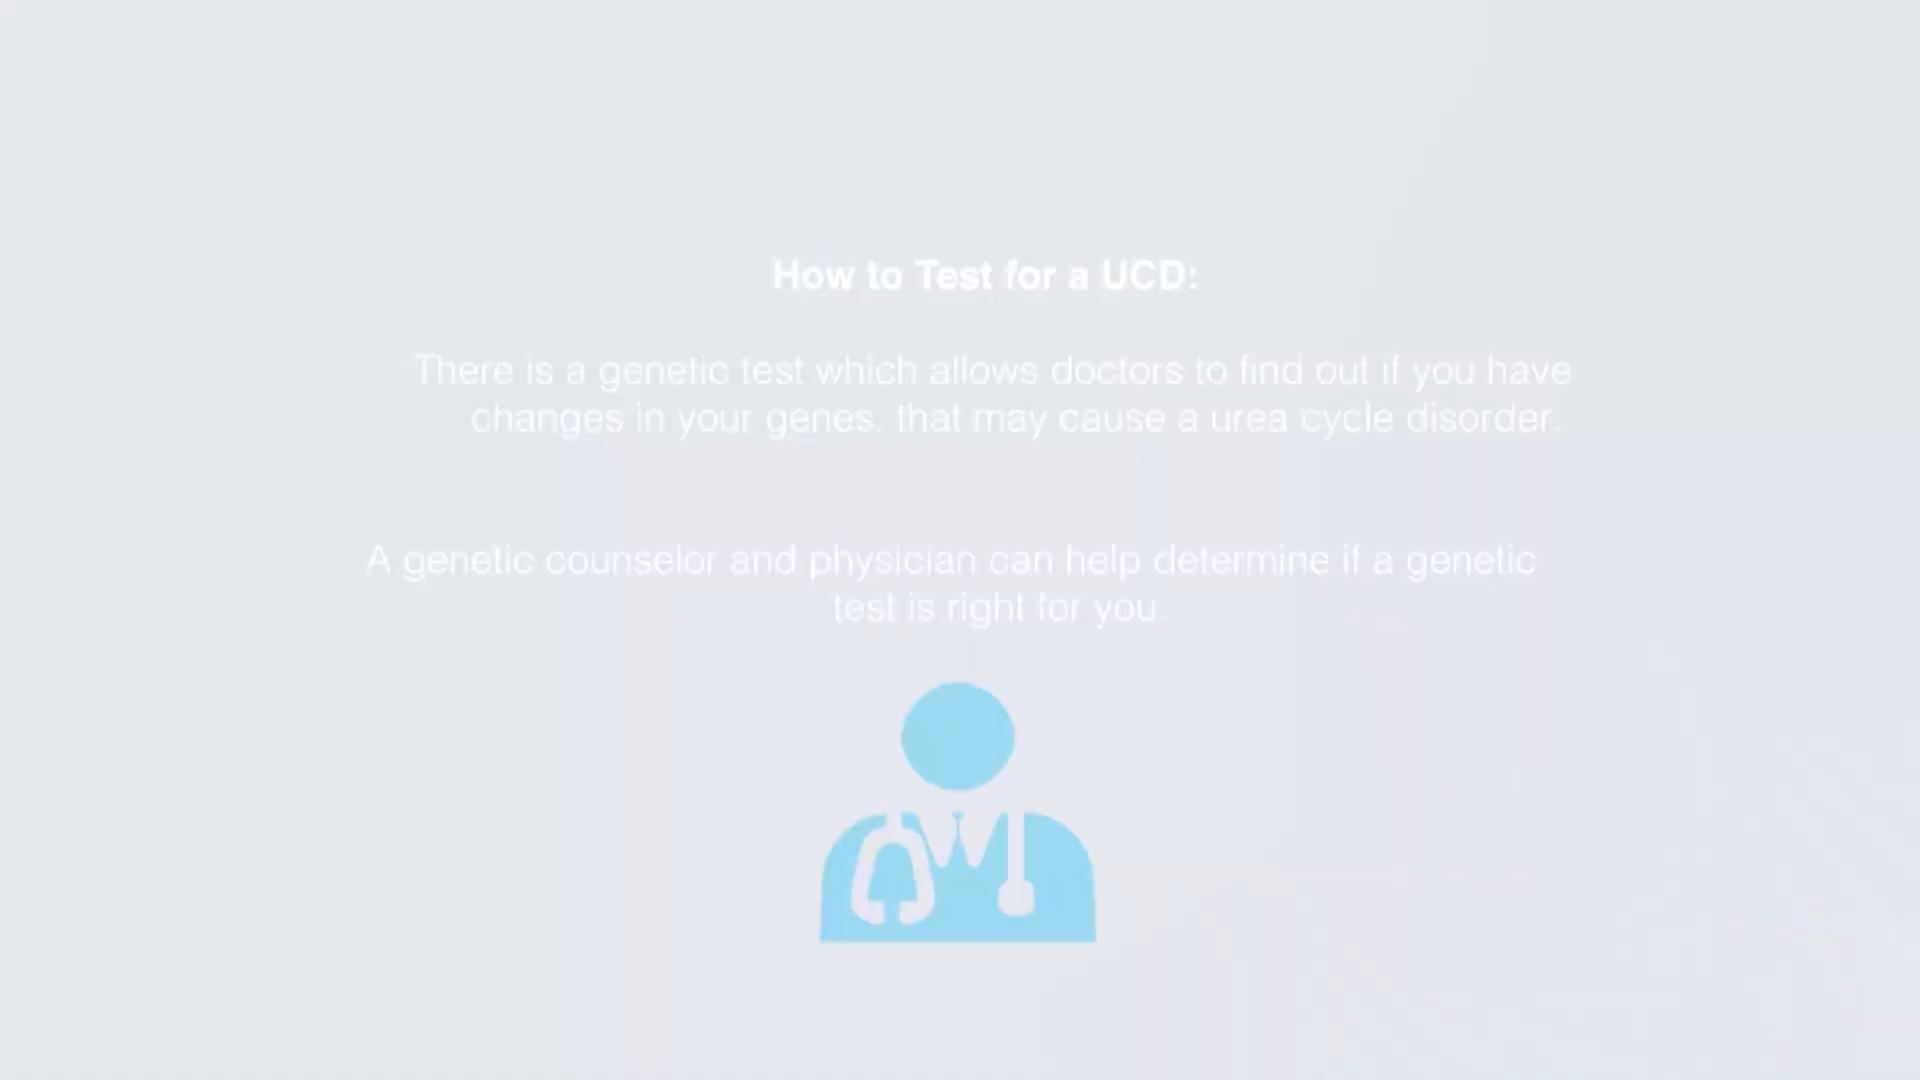 How to Test for a UCD:
There is a genetic test which allows doctors to find out if you have
changes in your genes, that may cause a urea cycle disorder.
A genetic counselor and physician can help determine if a genetic
test is right for you.